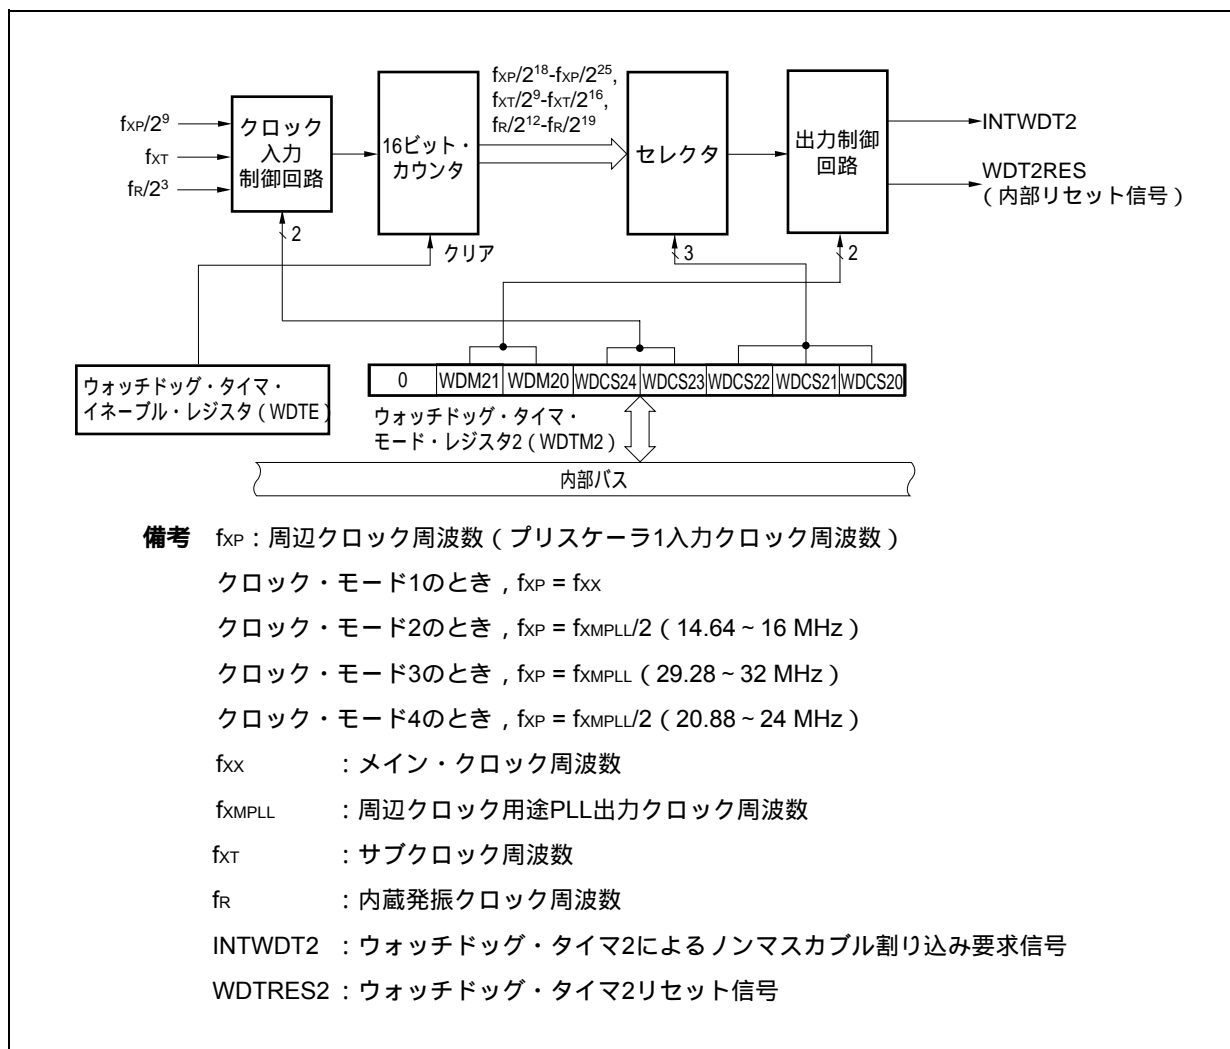 fXP/2^18-fXP/2^25,
fXT/2^9-fXT/2^16,
fR/2^12-fR/2^19
fXP/2^9
fXT
fR/2^3
クロック
入力
制御回路
16ビット・
カウンタ
セレクタ
出力制御
回路
INTWDT2
WDT2RES
（内部リセット信号）
2
クリア
3
2
ウォッチドッグ・タイマ・
イネーブル・レジスタ（WDTE）
0 WDM21 WDM20 WDCS24 WDCS23 WDCS22 WDCS21 WDCS20
ウォッチドッグ・タイマ・
モード・レジスタ2（WDTM2）
内部バス
備考 fXP：周辺クロック周波数（プリスケーラ1入力クロック周波数）
クロック・モード1のとき，fXP = fXX
クロック・モード2のとき，fXP = fXMPLL/2（14.64～16 MHz）
クロック・モード3のとき，fXP = fXMPLL（29.28～32 MHz）
クロック・モード4のとき，fXP = fXMPLL/2（20.88～24 MHz）
fXX ：メイン・クロック周波数
fXMPLL ：周辺クロック用途PLL出力クロック周波数
fXT ：サブクロック周波数
fR ：内蔵発振クロック周波数
INTWDT2 ：ウォッチドッグ・タイマ2によるノンマスカブル割り込み要求信号
WDTRES2：ウォッチドッグ・タイマ2リセット信号